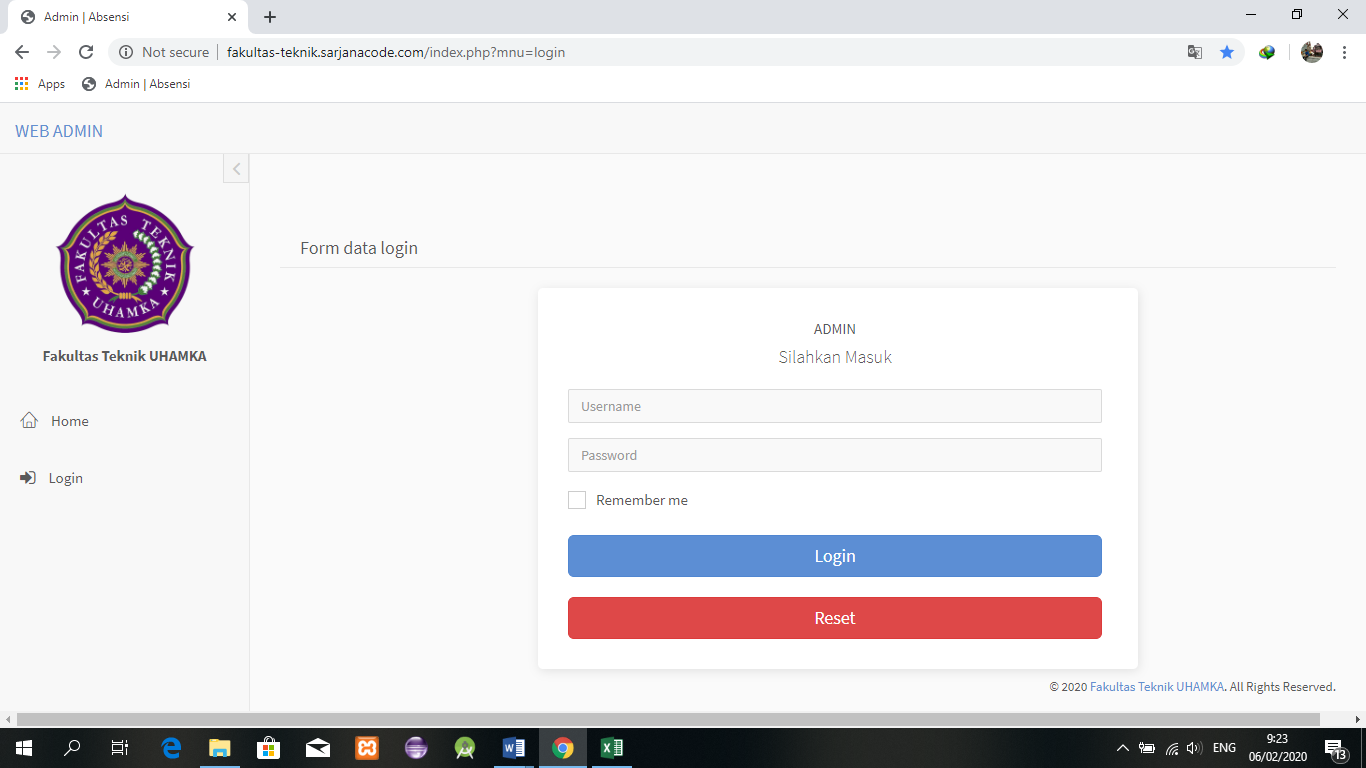 Admin | Absensi
Not secure
fakultas-teknik.sarjanacode.com/index.php?mnu=login
Apps
Admin | Absensi
WEB ADMIN
FAKULTAS TEKNIK
UHAMKA
Fakultas Teknik UHAMKA
Home
Login
Form data login
ADMIN
Silahkan Masuk
Username
Password
Remember me
Login
Reset
© 2020 Fakultas Teknik UHAMKA. All Rights Reserved.
ENG
9:23
06/02/2020
13